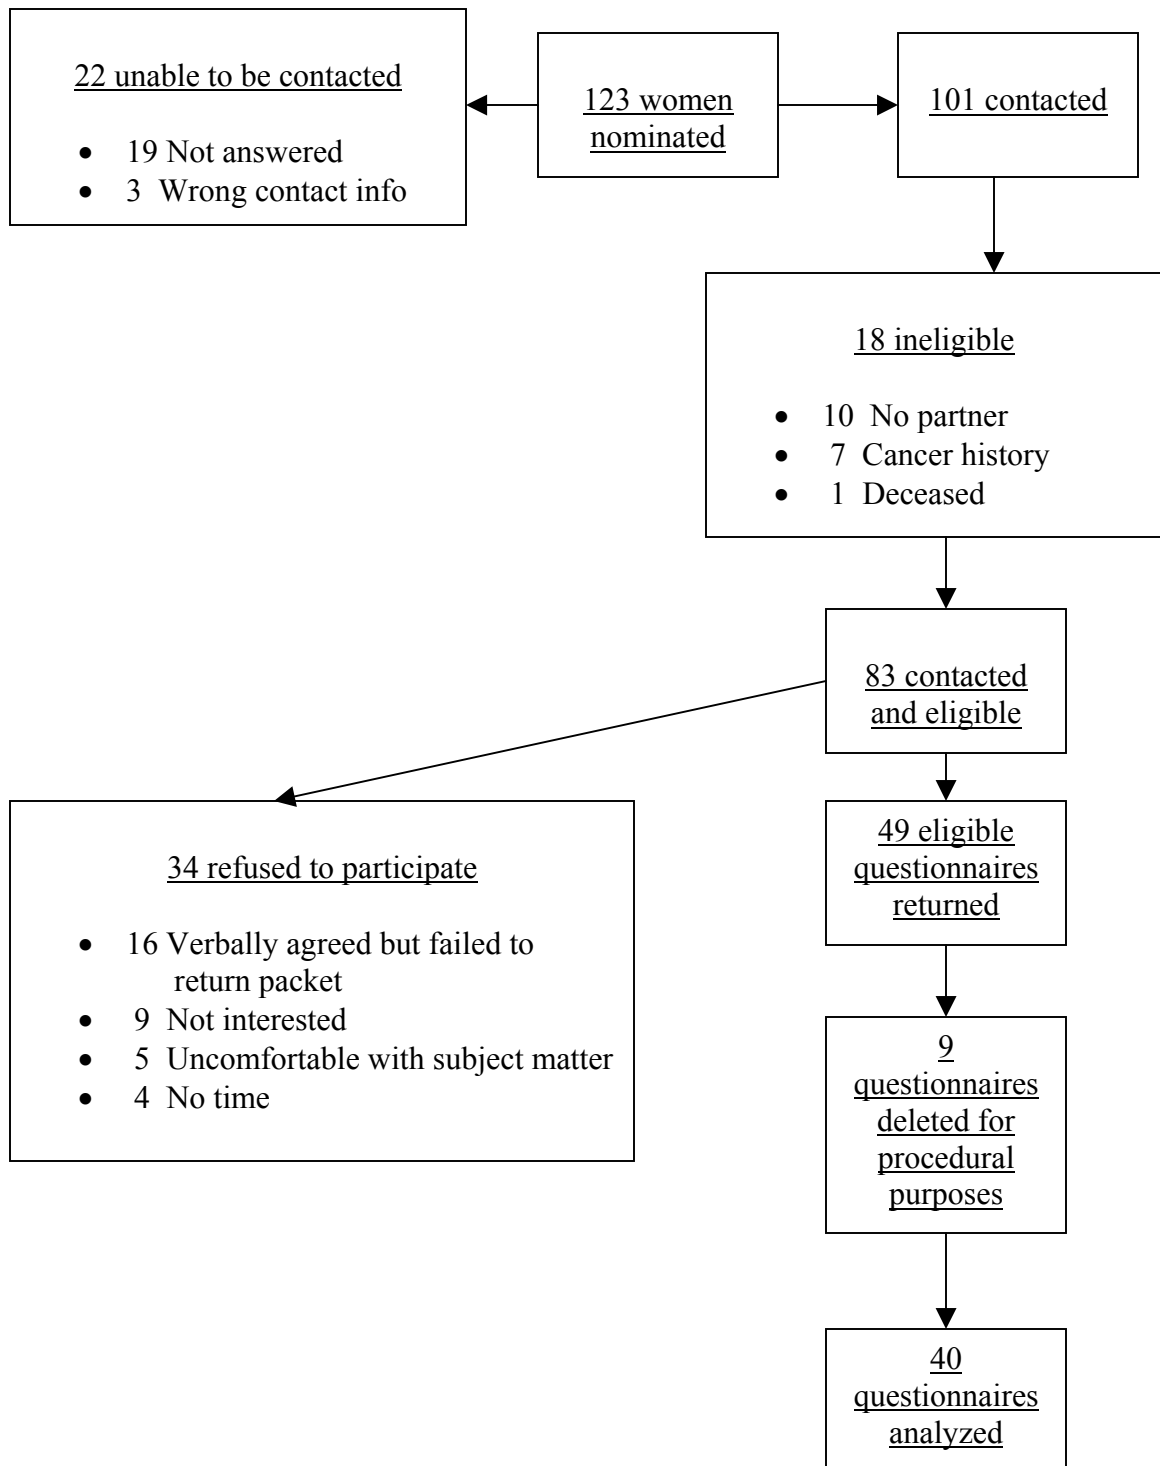 22 unable to be contacted
• 19 Not answered
• 3 Wrong contact info
123 women
nominated
101 contacted
18 ineligible
• 10 No partner
• 7 Cancer history
• 1 Deceased
83 contacted
and eligible
34 refused to participate
• 16 Verbally agreed but failed to
return packet
• 9 Not interested
• 5 Uncomfortable with subject matter
• 4 No time
49 eligible
questionnaires
returned
9
questionnaires
deleted for
procedural
purposes
40
questionnaires
analyzed